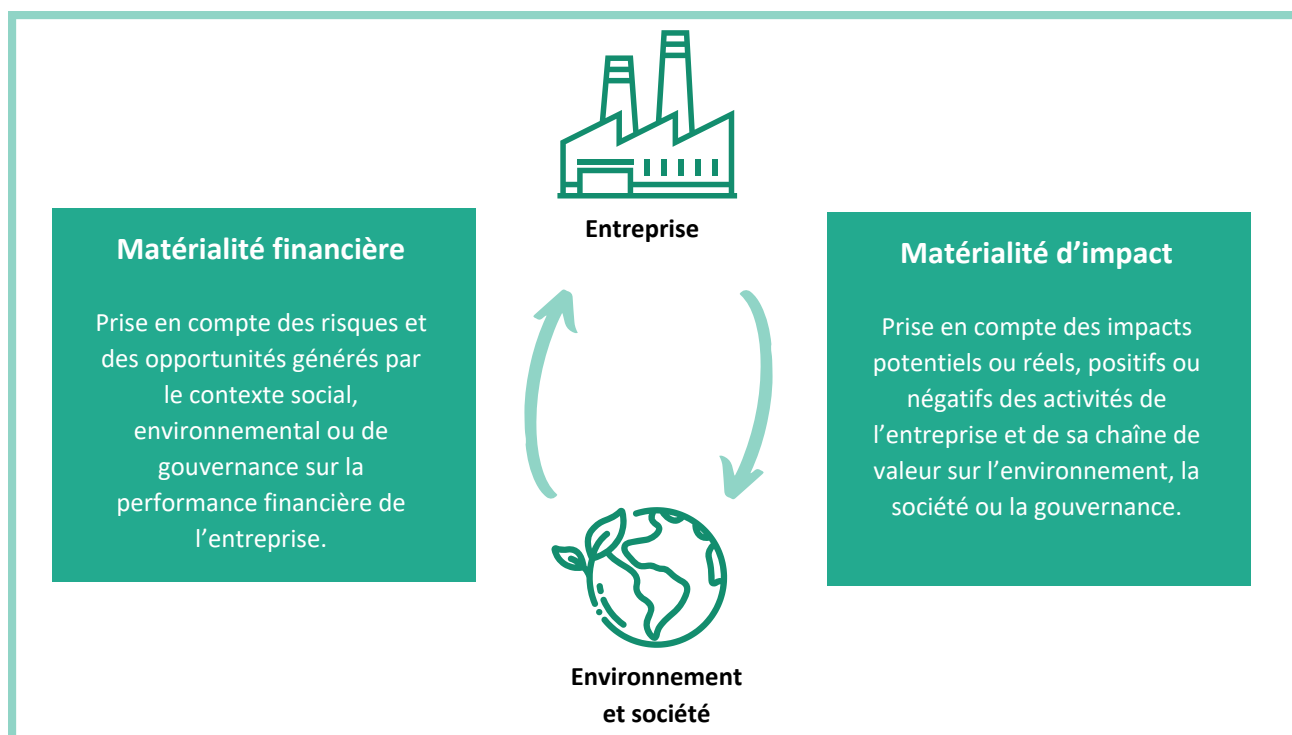 Entreprise
Matérialité financière
Prise en compte des risques et
des opportunités générés par
le contexte social,
environnemental ou de
gouvernance sur la
performance financière de
l’entreprise.
Matérialité d’impact
Prise en compte des impacts
potentiels ou réels, positifs ou
négatifs des activités de
l’entreprise et de sa chaîne de
valeur sur l’environnement, la
société ou la gouvernance.
Environnement
et société